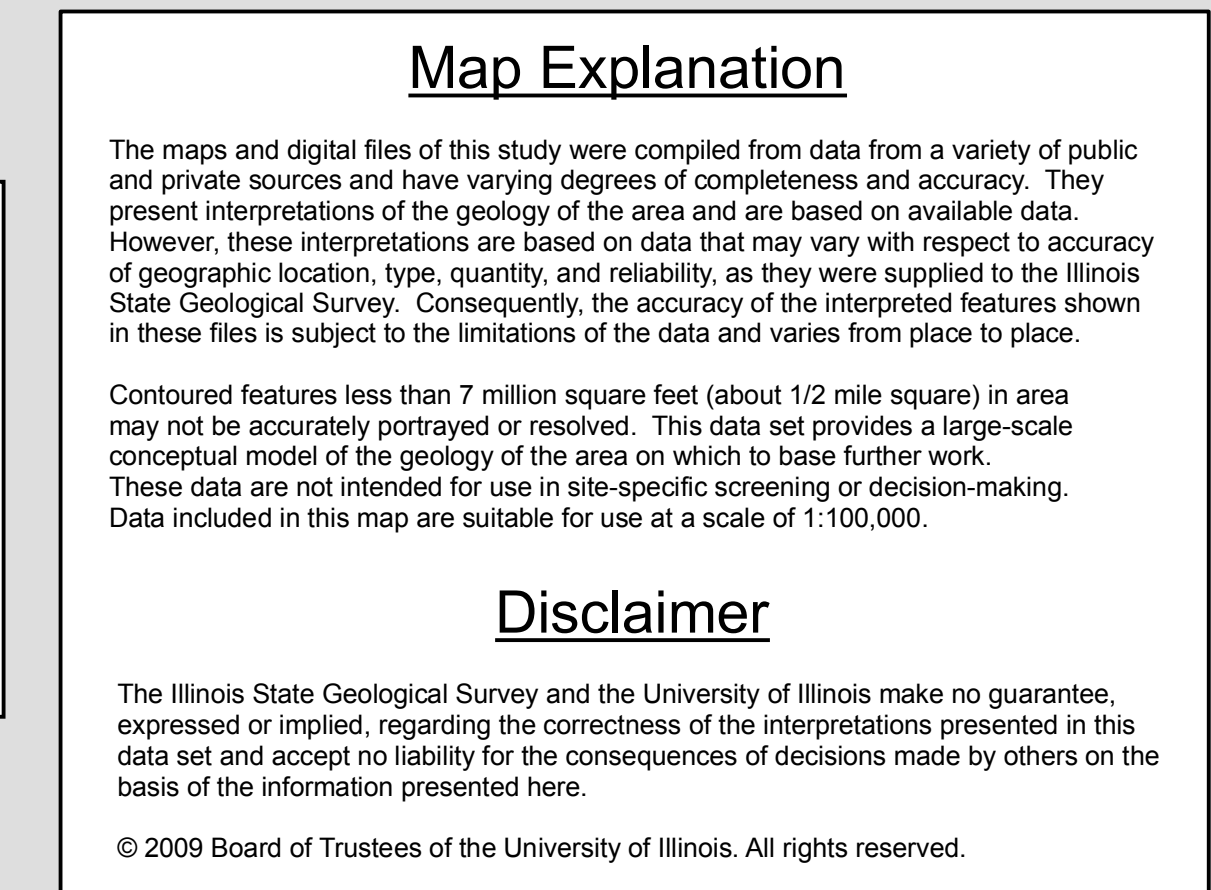 Map Explanation
The maps and digital files of this study were compiled from data from a variety of public
and private sources and have varying degrees of completeness and accuracy.  They
present interpretations of the geology of the area and are based on available data.
However, these interpretations are based on data that may vary with respect to accuracy
of geographic location, type, quantity, and reliability, as they were supplied to the Illinois
State Geological Survey.  Consequently, the accuracy of the interpreted features shown
in these files is subject to the limitations of the data and varies from place to place.
Contoured features less than 7 million square feet (about 1/2 mile square) in area
may not be accurately portrayed or resolved.  This data set provides a large-scale
conceptual model of the geology of the area on which to base further work.
These data are not intended for use in site-specific screening or decision-making.
Data included in this map are suitable for use at a scale of 1:100,000.
Disclaimer
The Illinois State Geological Survey and the University of Illinois make no guarantee,
expressed or implied, regarding the correctness of the interpretations presented in this
data set and accept no liability for the consequences of decisions made by others on the
basis of the information presented here.
© 2009 Board of Trustees of the University of Illinois. All rights reserved.